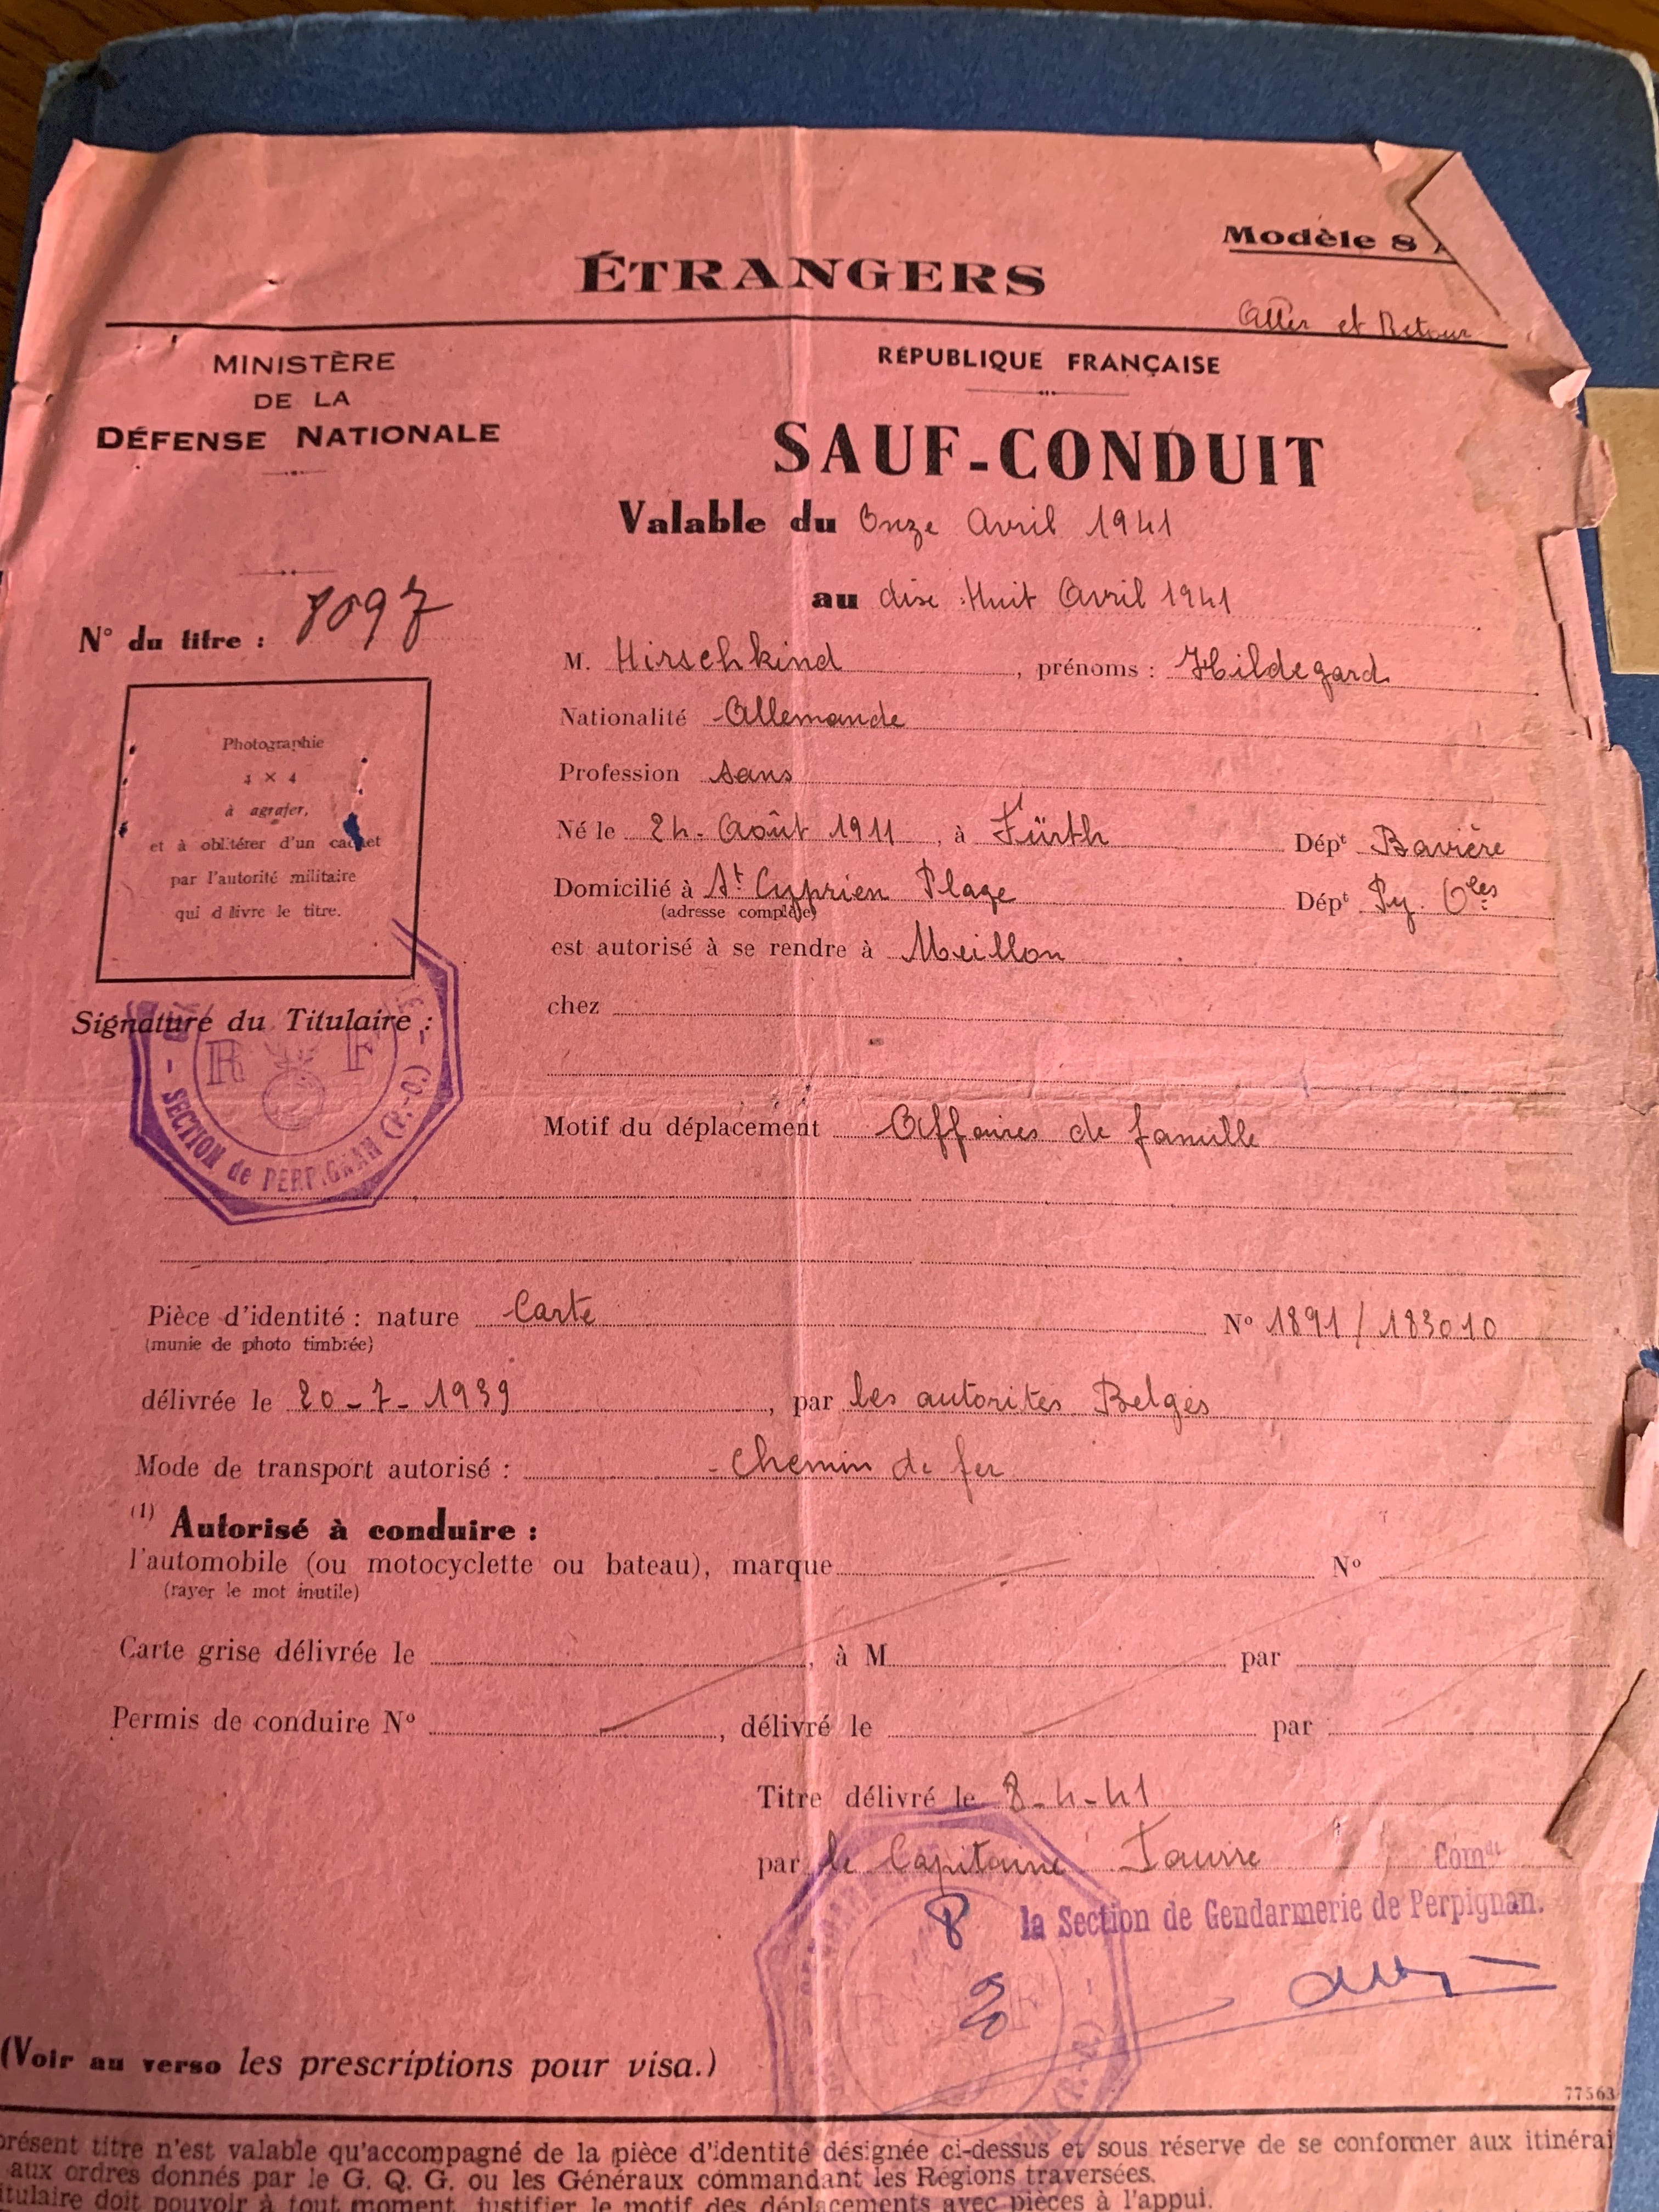 ÉTRANGERS
Modèle 8
Aller et Retour
MINISTÈRE
DE LA
DÉFENSE NATIONALE
RÉPUBLIQUE FRANÇAISE
SAUF-CONDUIT
Valable du Onze Avril 1941
au dix Huit Avril 1941
N° du titre : 8097
M. Hirschkind, prénoms : Hildegard
Nationalité Allemande
Profession sans
Né le 24 Août 1911, à Fürth Dépt Bavière
Domicilié à St Cyprien Plage Dépt Py. Oles
(adresse complète)
est autorisé à se rendre à Meillon
chez
Photographie
4 × 4
à agrafer,
et à oblitérer d'un cachet
par l'autorité militaire
qui délivre le titre.
Signature du Titulaire :
R F
SECTION de PERPIGNAN (P.-O.)
Motif du déplacement Affaires de famille
Pièce d'identité : nature Carte N° 1891 / 183010
(munie de photo timbrée)
délivrée le 20-7-1939, par les autorités Belges
Mode de transport autorisé : Chemin de fer
(1) Autorisé à conduire :
l'automobile (ou motocyclette ou bateau), marque N°
(rayer le mot inutile)
Carte grise délivrée le , à M par
Permis de conduire N° , délivré le par
Titre délivré le 8-4-41
par le Capitaine Comdt
la Section de Gendarmerie de Perpignan.
(Voir au verso les prescriptions pour visa.)
77563
présent titre n'est valable qu'accompagné de la pièce d'identité désignée ci-dessus et sous réserve de se conformer aux itinérai
aux ordres donnés par le G. Q. G. ou les Généraux commandant les Régions traversées.
itulaire doit pouvoir à tout moment justifier le motif des déplacements avec pièces à l'appui.